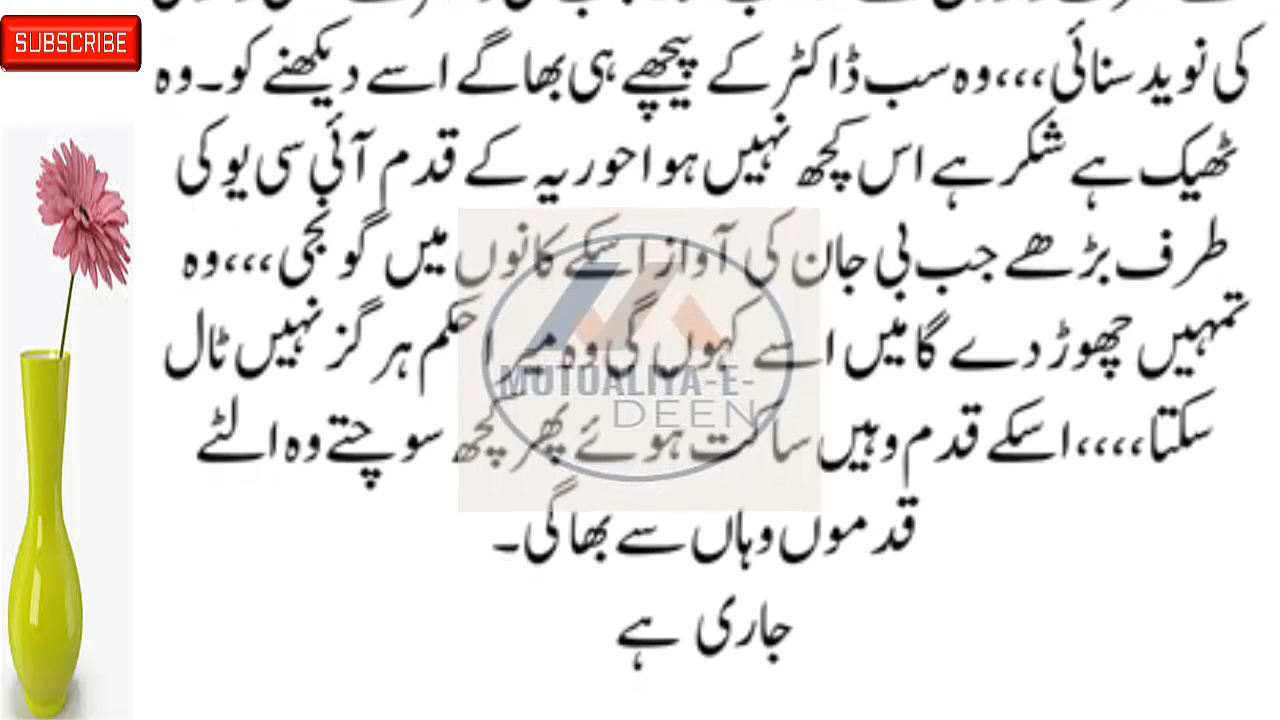 SUBSCRIBE
کی نوید سنائی،،،وہ سب ڈاکٹر کے پیچھے ہی بھاگے اسے دیکھنے کو۔وہ
ٹھیک ہے شکر ہے اس کچھ نہیں ہوا حوریہ کے قدم آئی سی یو کی
طرف بڑھے جب بی جان کی آواز اسکے کانوں میں گونجی،،،وہ
تمہیں چھوڑ دے گا میں اسے کہوں گی وہ میرا حکم ہرگز نہیں ٹال
سکتا،،،،اسکے قدم وہیں ساکت ہوئے پھر کچھ سوچتے وہ الٹے
قدموں وہاں سے بھاگی۔
جاری ہے
MUTUALIYA-E-
DEEN